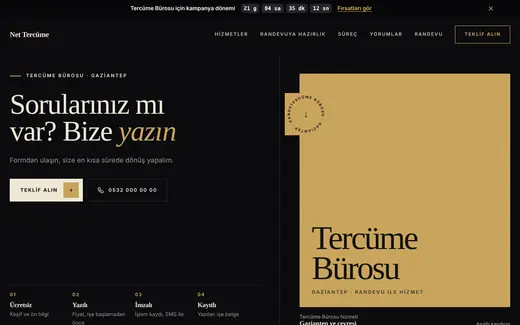 Tercüme Bürosu için kampanya dönemi 21 g 04 sa 35 dk 12 sn Fırsatları gör
Net Tercüme
HİZMETLER RANDEVUYA HAZIRLIK SÜREÇ YORUMLAR RANDEVU TEKLİF ALIN
TERCÜME BÜROSU · GAZİANTEP
Sorularınız mı
var? Bize yazın
Formdan ulaşın, size en kısa sürede dönüş yapalım.
TEKLİF ALIN
0532 000 00 00
01
Ücretsiz
Keşif ve ön bilgi
02
Yazılı
Fiyat, işe başlamadan
önce
03
İmzalı
İşlem kaydı, SMS ile
04
Kayıtlı
Yapılan işe belge
Tercüme
Bürosu
GAZİANTEP · RANDEVU İLE HİZMET
Tercüme Bürosu hizmeti
Gaziantep ve çevresi